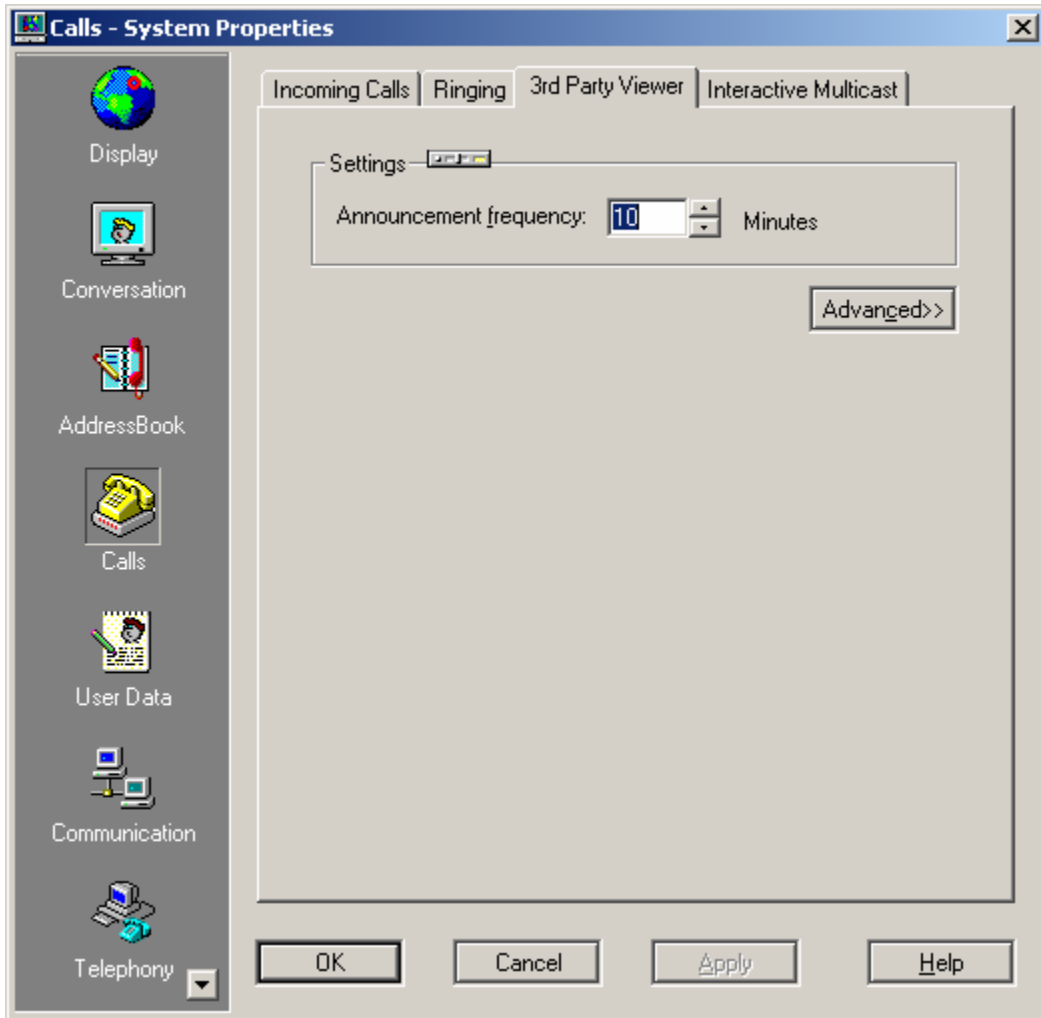 Calls - System Properties
Display
Conversation
AddressBook
Calls
User Data
Communication
Telephony
Incoming Calls
Ringing
3rd Party Viewer
Interactive Multicast
Settings
Announcement frequency: 10 Minutes
Advanced>>
OK
Cancel
Apply
Help